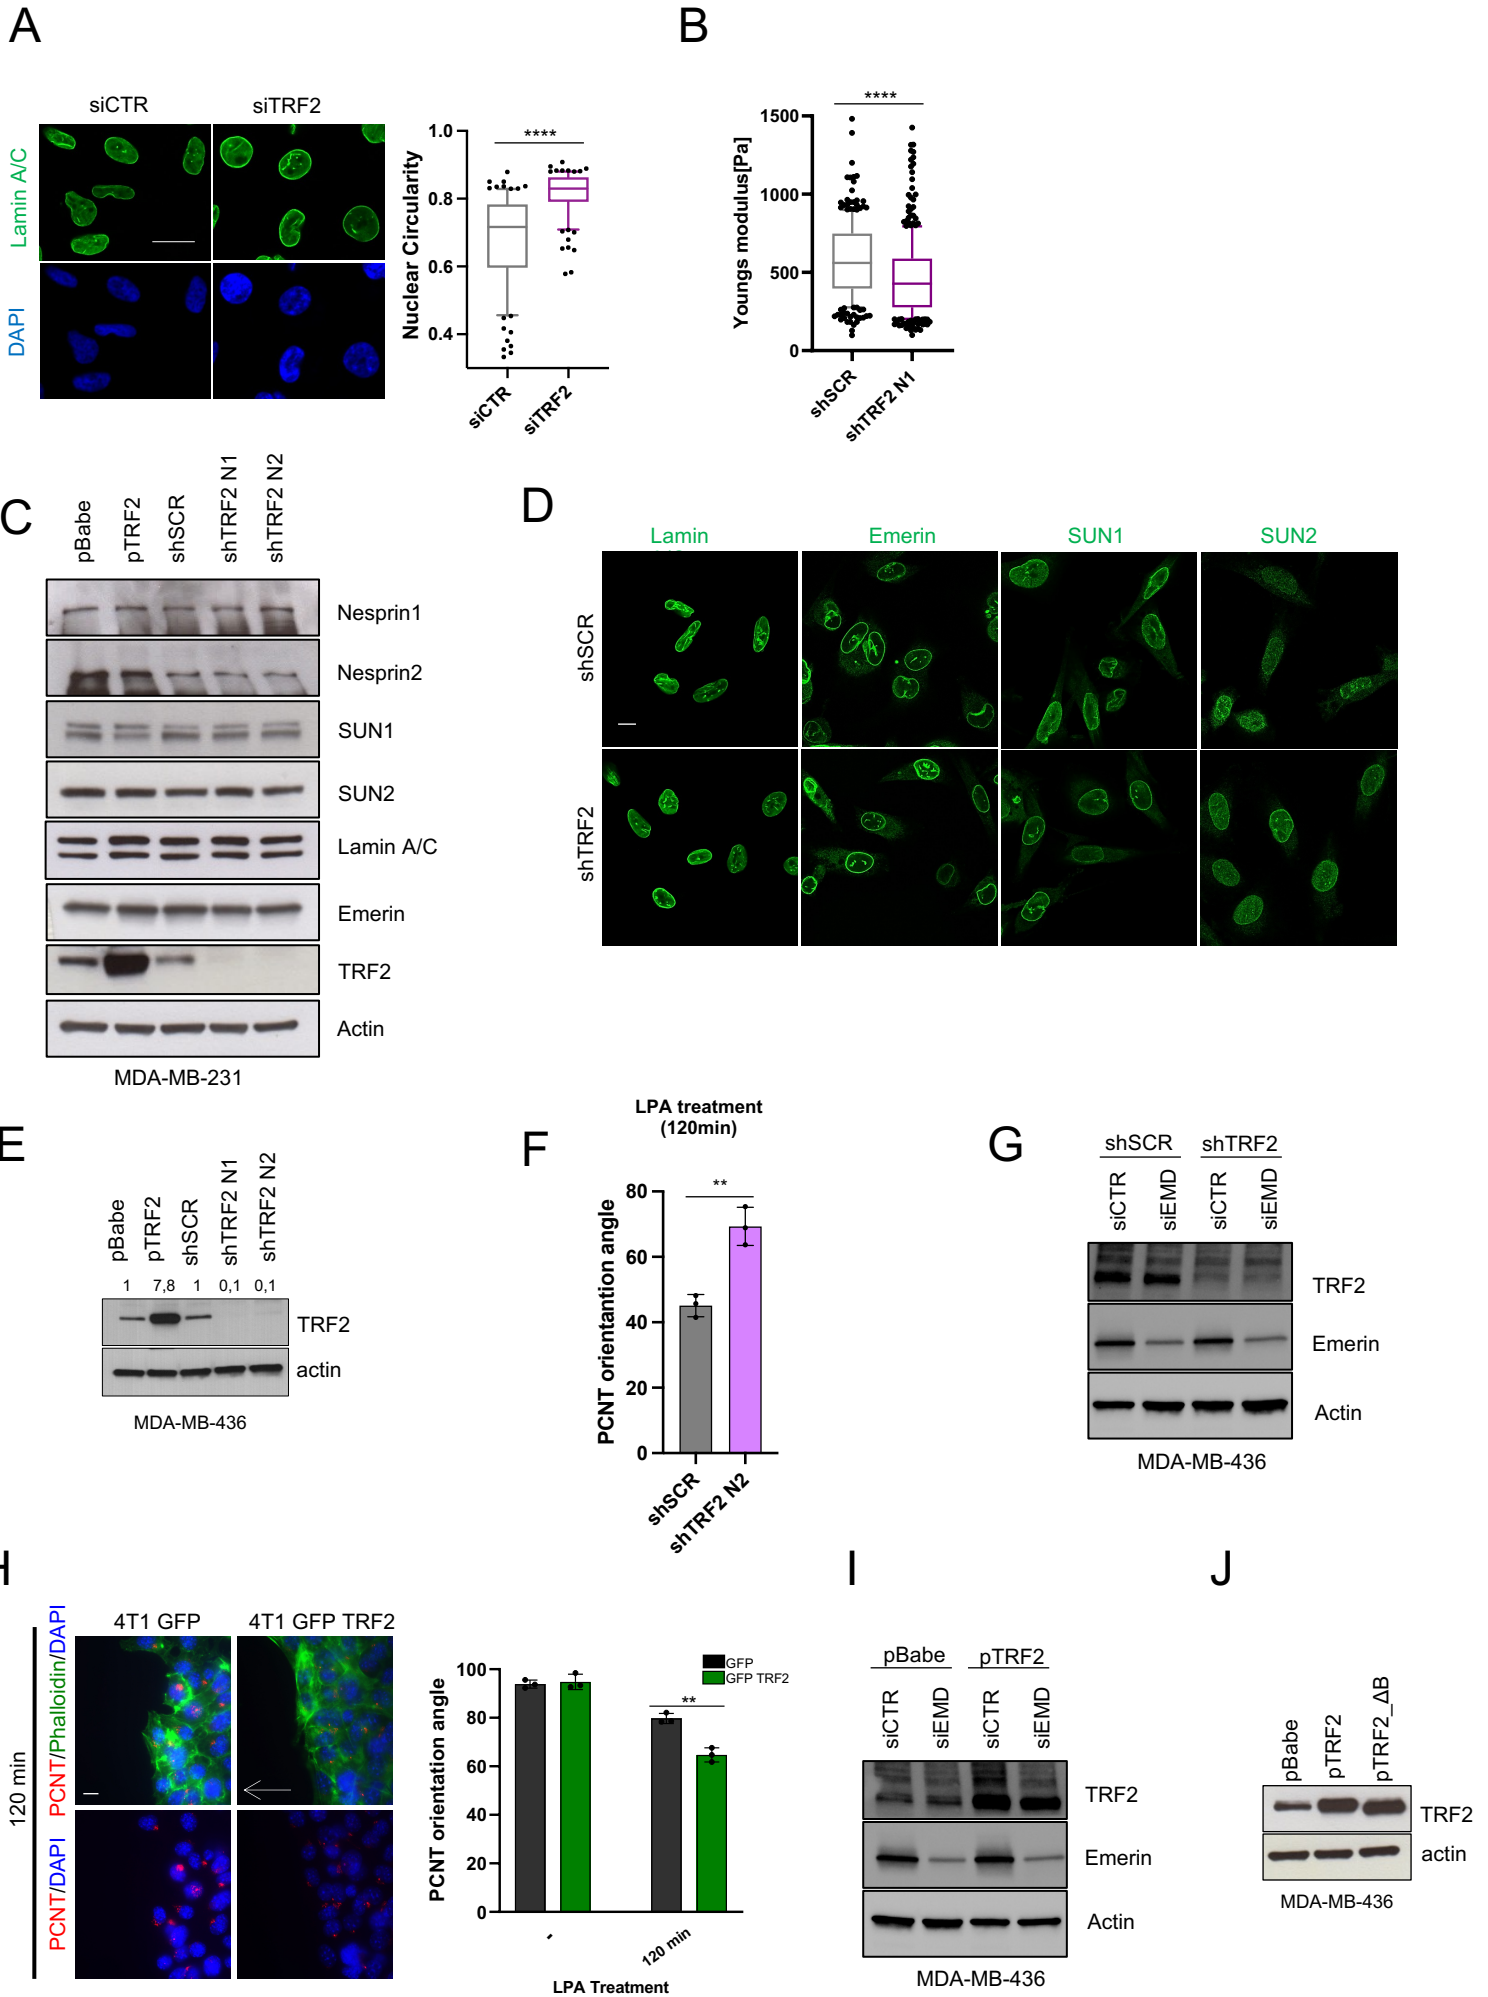 A
B
siCTR
siTRF2
Lamin A/C
DAPI
Nuclear Circularity
1.0
0.8
0.6
0.4
****
siCTR
siTRF2
Youngs modulus[Pa]
1500
1000
500
0
****
shSCR
shTRF2 N1
C
pBabe
pTRF2
shSCR
shTRF2 N1
shTRF2 N2
Nesprin1
Nesprin2
SUN1
SUN2
Lamin A/C
Emerin
TRF2
Actin
MDA-MB-231
D
Lamin
Emerin
SUN1
SUN2
shSCR
shTRF2
E
pBabe
pTRF2
shSCR
shTRF2 N1
shTRF2 N2
1 7,8 1 0,1 0,1
TRF2
actin
MDA-MB-436
F
LPA treatment
(120min)
PCNT orientantion angle
80
60
40
20
0
**
shSCR
shTRF2 N2
G
shSCR
shTRF2
siCTR
siEMD
siCTR
siEMD
TRF2
Emerin
Actin
MDA-MB-436
H
4T1 GFP
4T1 GFP TRF2
120 min
PCNT/Phalloidin/DAPI
PCNT/DAPI
PCNT orientation angle
100
80
60
40
20
0
GFP
GFP TRF2
**
-
120 min
LPA Treatment
I
pBabe
pTRF2
siCTR
siEMD
siCTR
siEMD
TRF2
Emerin
Actin
MDA-MB-436
J
pBabe
pTRF2
pTRF2_ΔB
TRF2
actin
MDA-MB-436